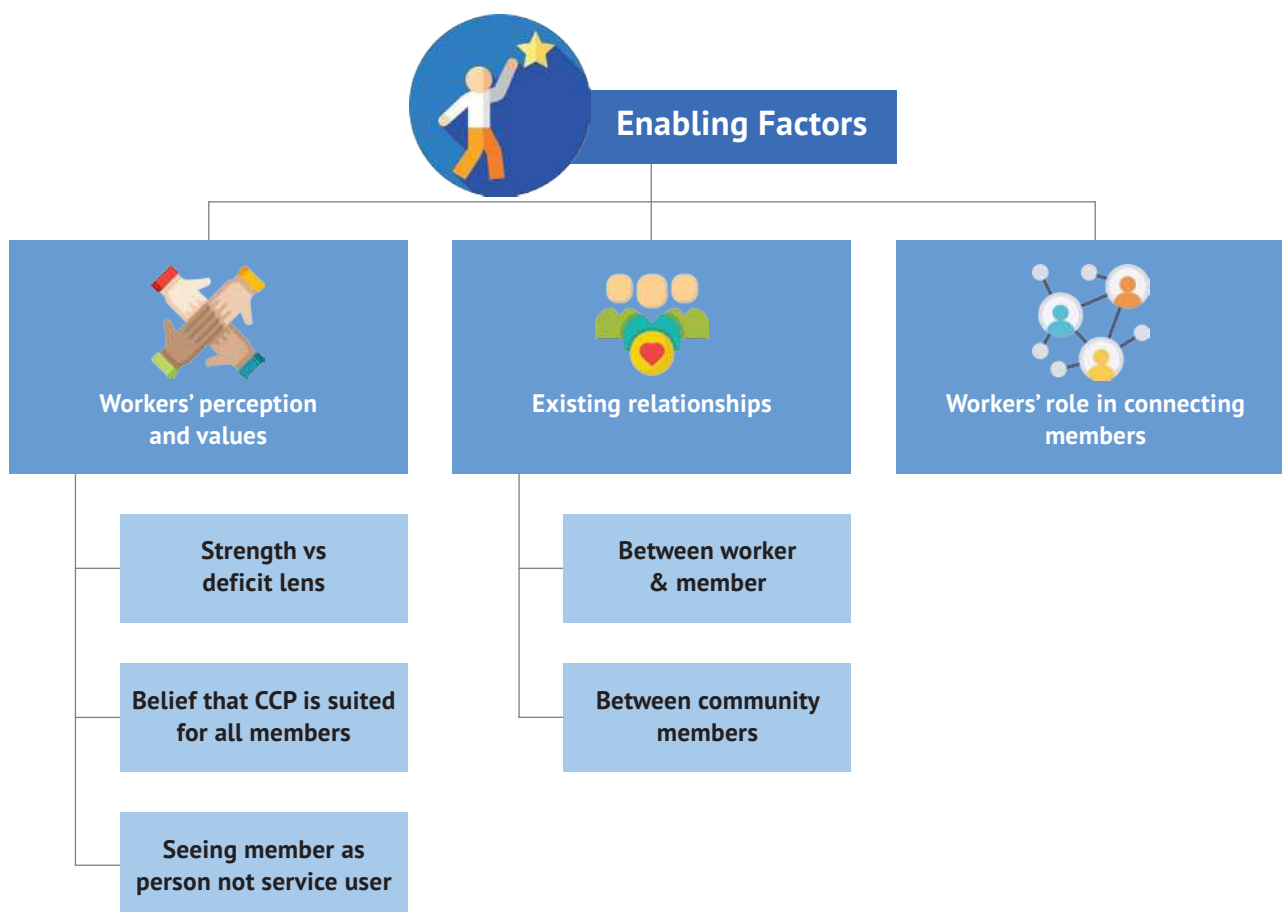 Enabling Factors
Workers’ perception
and values
Existing relationships
Workers’ role in connecting
members
Strength vs
deficit lens
Belief that CCP is suited
for all members
Seeing member as
person not service user
Between worker
& member
Between community
members